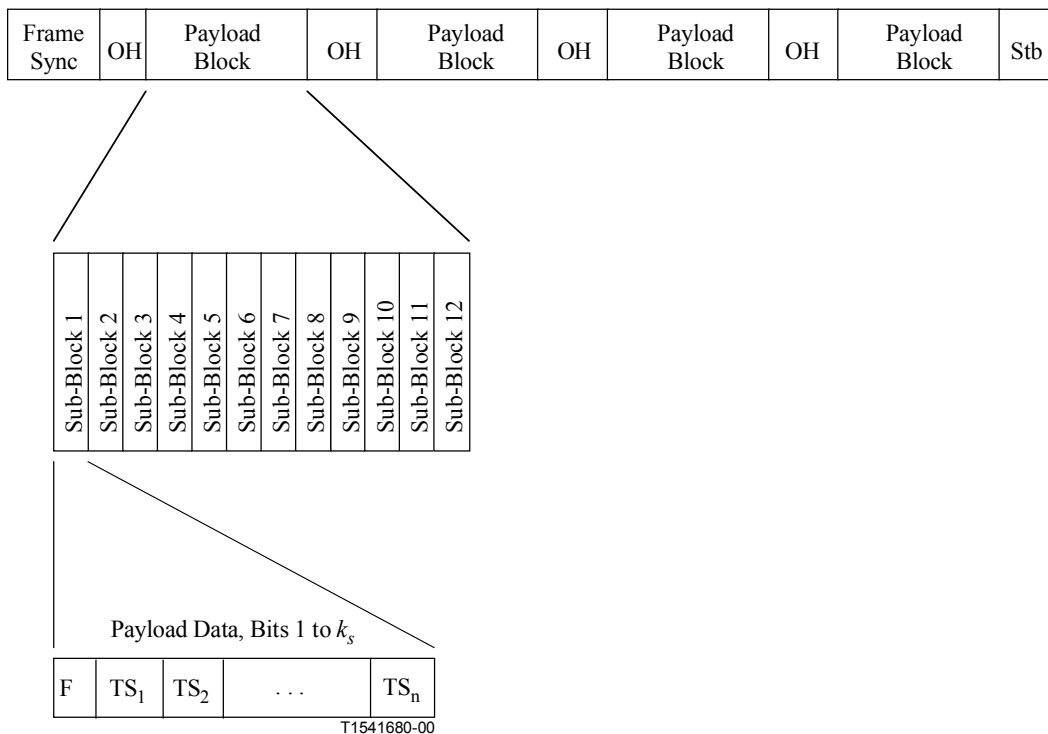 Frame
Sync
OH
Payload
Block
OH
Payload
Block
OH
Payload
Block
OH
Payload
Block
Stb
Sub-Block 1
Sub-Block 2
Sub-Block 3
Sub-Block 4
Sub-Block 5
Sub-Block 6
Sub-Block 7
Sub-Block 8
Sub-Block 9
Sub-Block 10
Sub-Block 11
Sub-Block 12
Payload Data, Bits 1 to kₛ
F
TS₁
TS₂
. . .
TSₙ
T1541680-00